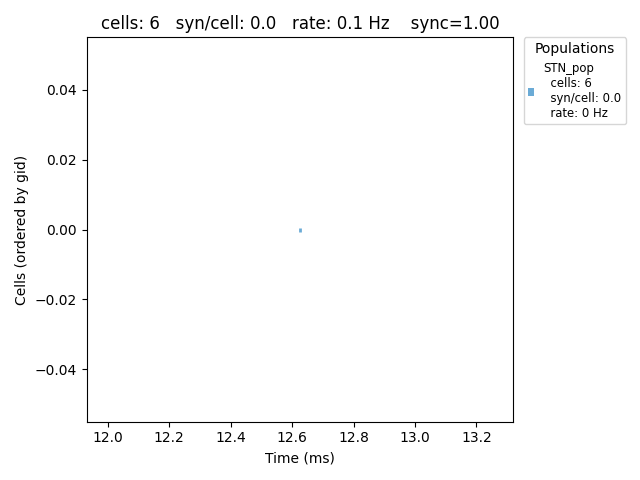 cells: 6   syn/cell: 0.0   rate: 0.1 Hz    sync=1.00
Populations
STN_pop
cells: 6
syn/cell: 0.0
rate: 0 Hz
Cells (ordered by gid)
0.04
0.02
0.00
−0.02
−0.04
12.0 12.2 12.4 12.6 12.8 13.0 13.2
Time (ms)